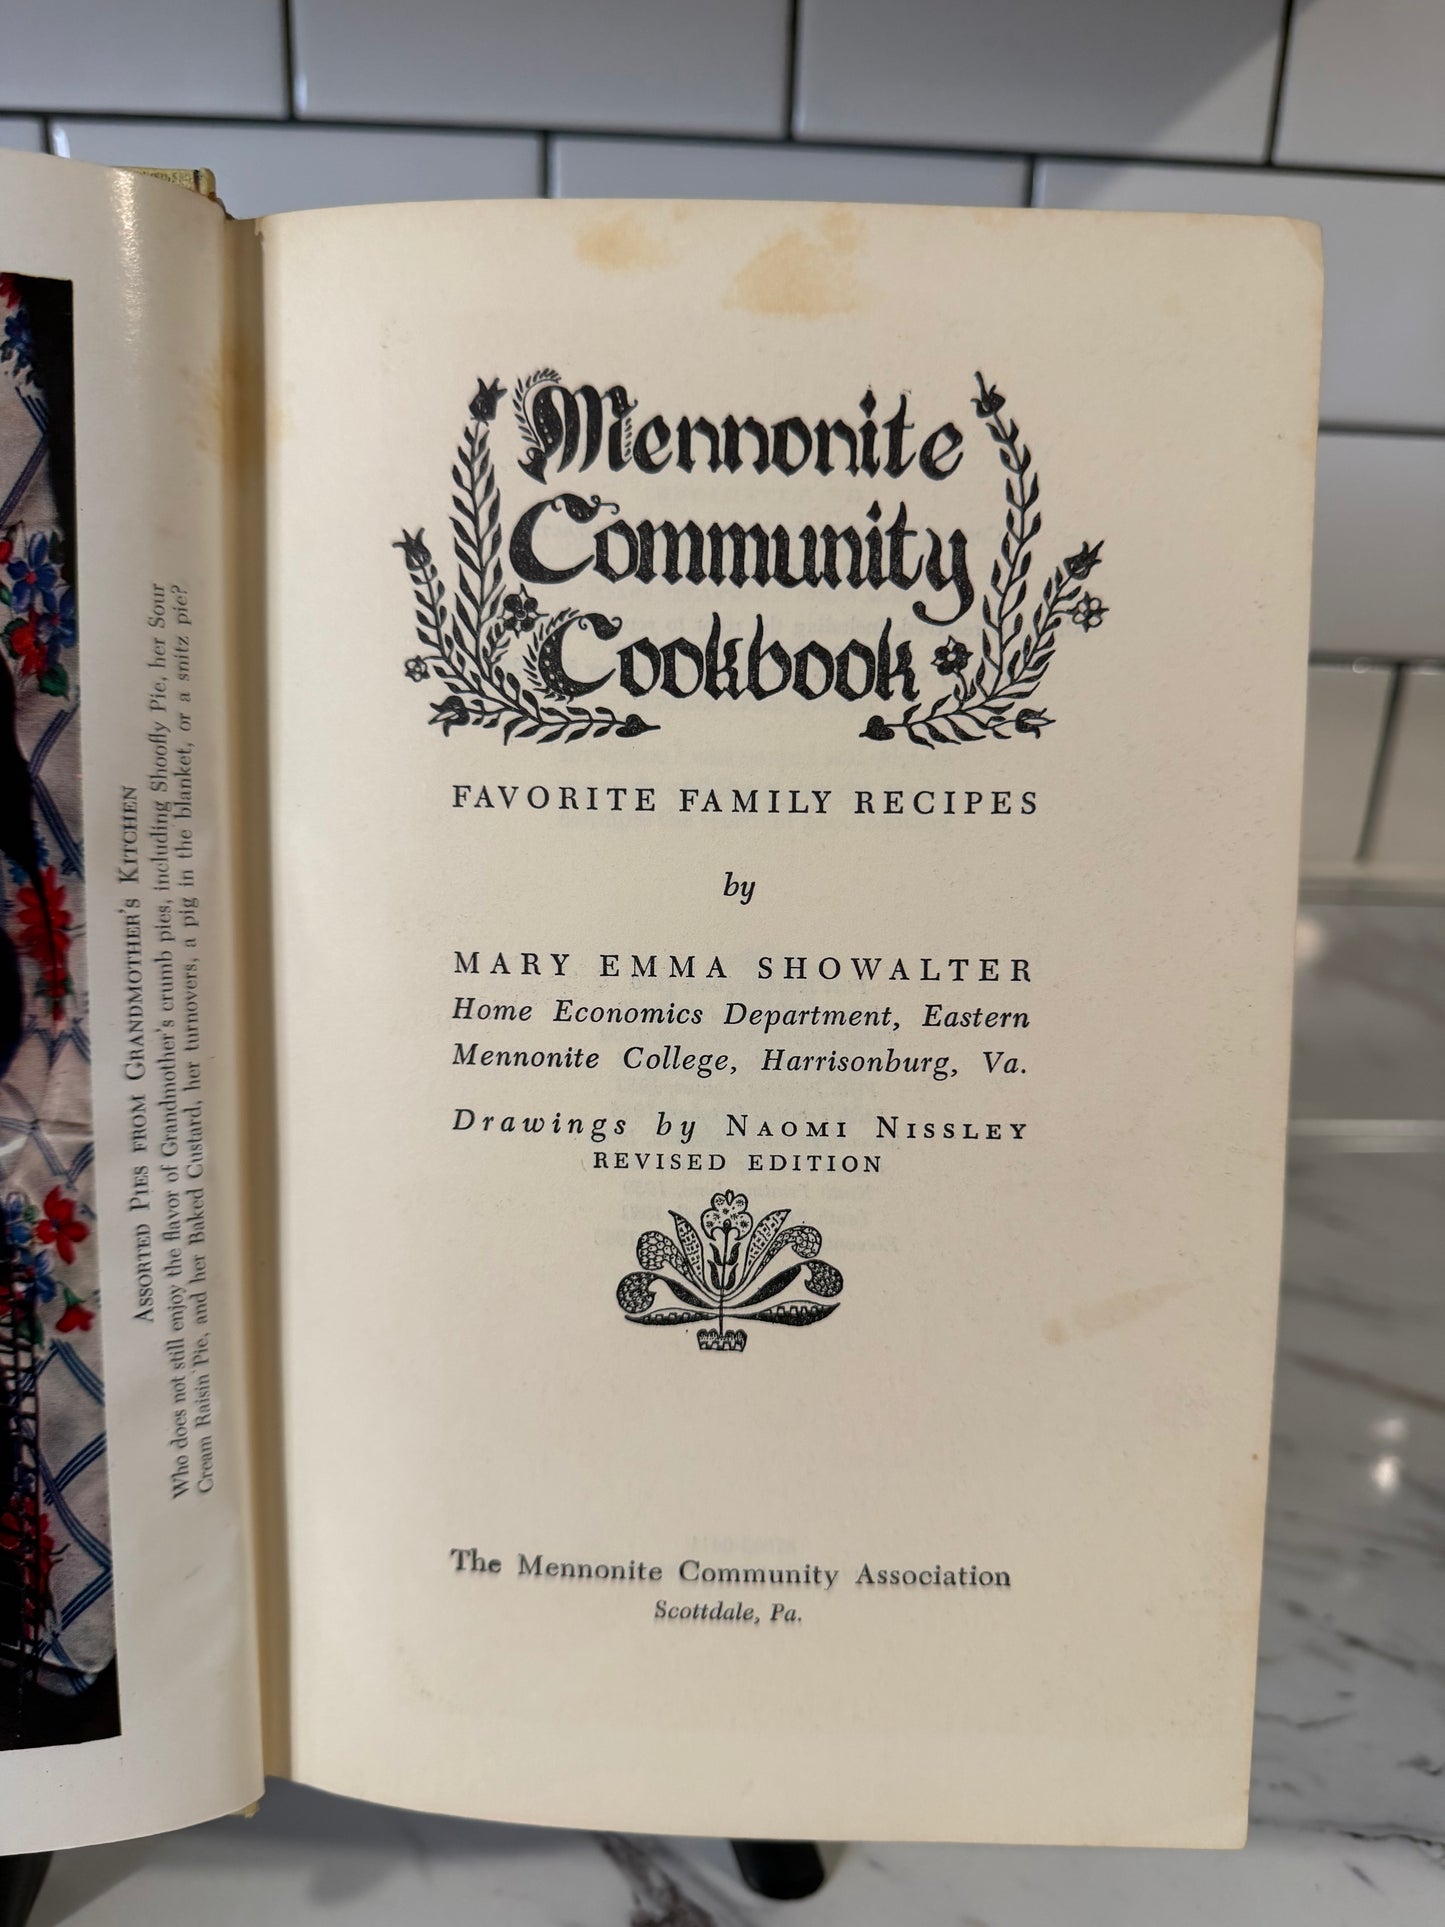 ASSORTED PIES FROM GRANDMOTHER'S KITCHEN
Who does not still enjoy the flavor of Grandmother's crumb pies, including Shoofly Pie, her Sour
Cream Raisin Pie, and her Baked Custard, her turnovers, a pig in the blanket, or a snitz pie?
Mennonite
Community
Cookbook
FAVORITE FAMILY RECIPES
by
MARY EMMA SHOWALTER
Home Economics Department, Eastern
Mennonite College, Harrisonburg, Va.
Drawings by NAOMI NISSLEY
REVISED EDITION
The Mennonite Community Association
Scottdale, Pa.